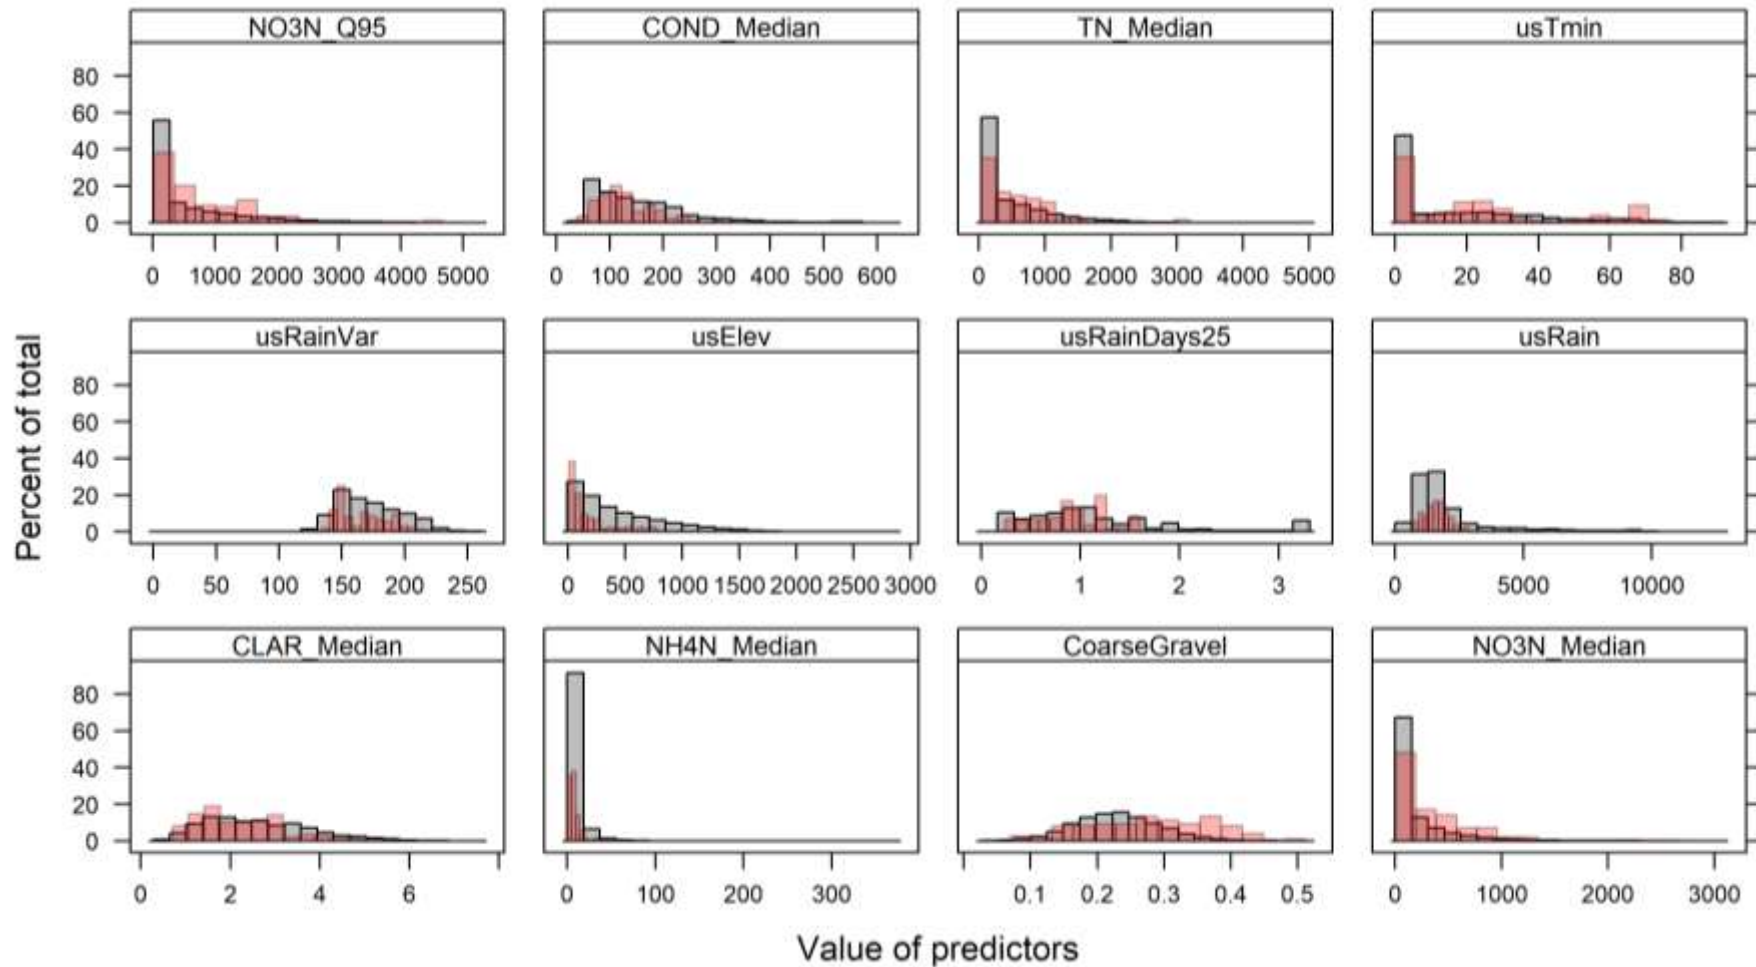 NO3N_Q95 COND_Median TN_Median usTmin
80
60
40
20
0
0 1000 2000 3000 4000 5000 0 100 200 300 400 500 600 0 1000 2000 3000 4000 5000 0 20 40 60 80
usRainVar usElev usRainDays25 usRain
80
60
40
20
0
0 50 100 150 200 250 0 500 1000 1500 2000 2500 3000 0 1 2 3 0 5000 10000
CLAR_Median NH4N_Median CoarseGravel NO3N_Median
80
60
40
20
0
0 2 4 6 0 100 200 300 0.1 0.2 0.3 0.4 0.5 0 1000 2000 3000
Percent of total
Value of predictors